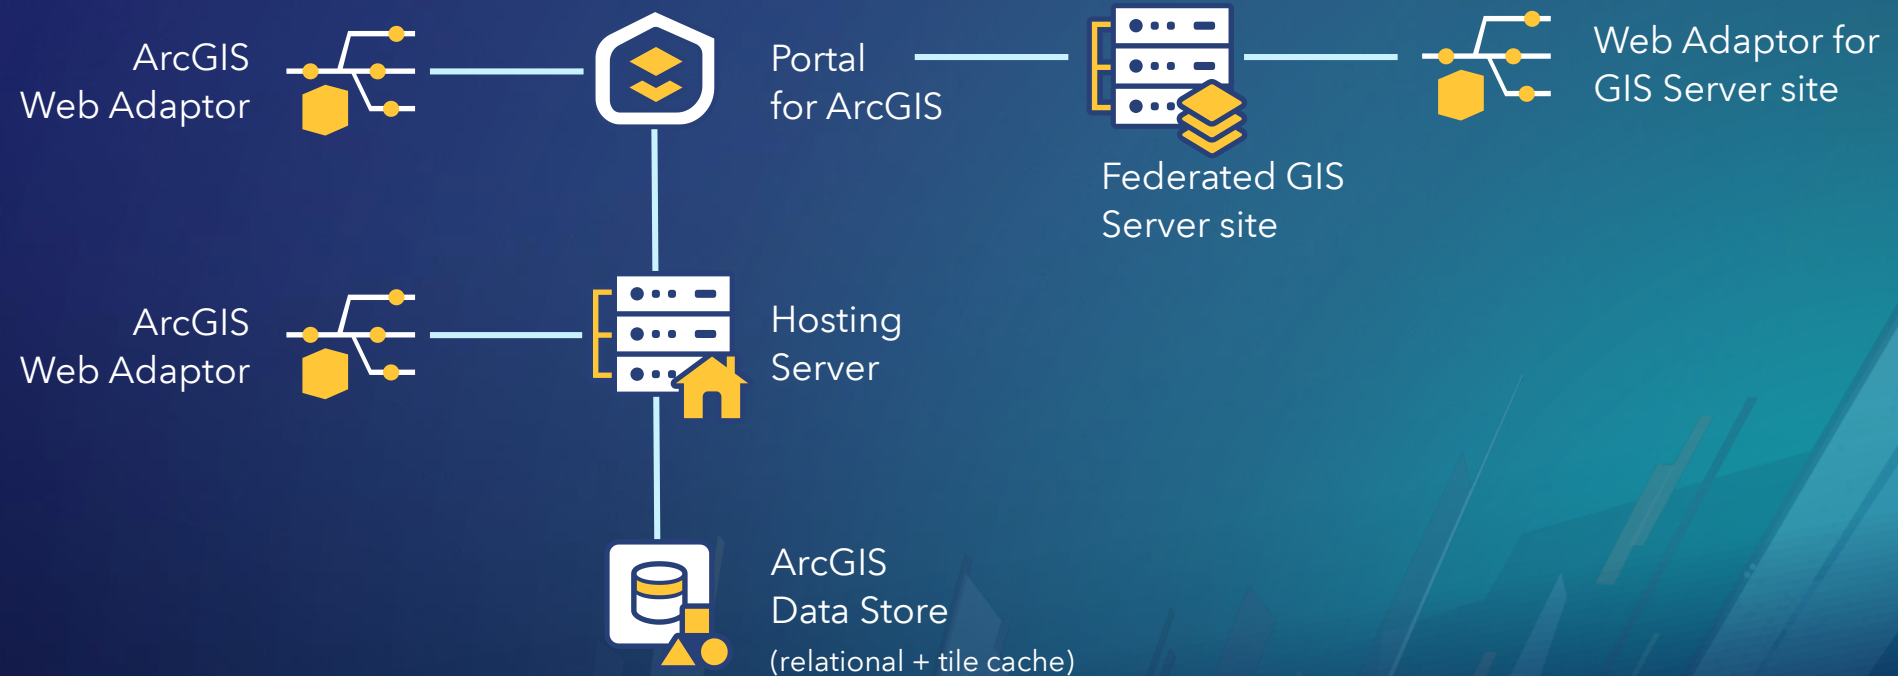 ArcGIS
Web Adaptor
Portal
for ArcGIS
Federated GIS
Server site
Web Adaptor for
GIS Server site
ArcGIS
Web Adaptor
Hosting
Server
ArcGIS
Data Store
(relational + tile cache)